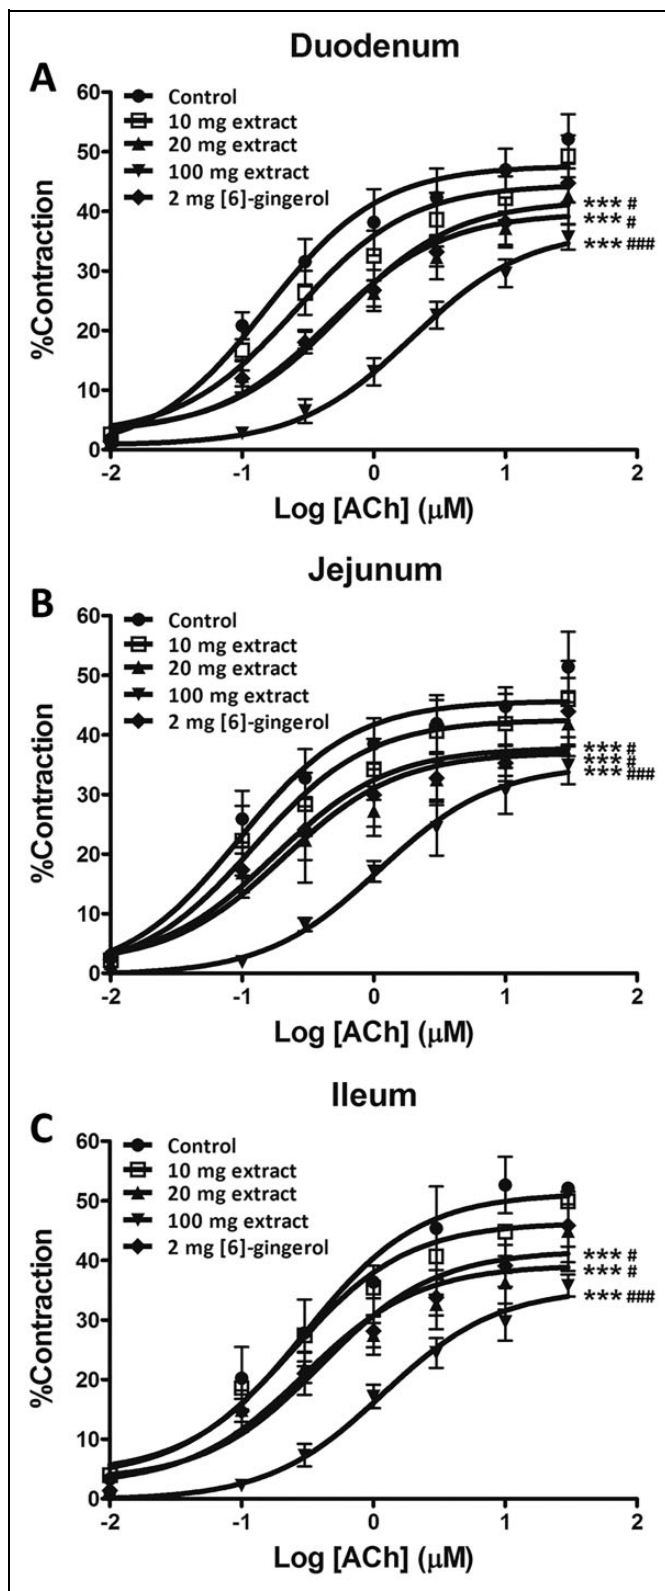 Duodenum
A
60
50
40
30
20
10
0
%Contraction
Control
10 mg extract
20 mg extract
100 mg extract
2 mg [6]-gingerol
*** #
*** #
*** ###
-2 -1 0 1 2
Log [ACh] (μM)
Jejunum
B
60
50
40
30
20
10
0
%Contraction
Control
10 mg extract
20 mg extract
100 mg extract
2 mg [6]-gingerol
*** #
*** #
*** ###
-2 -1 0 1 2
Log [ACh] (μM)
Ileum
C
60
50
40
30
20
10
0
%Contraction
Control
10 mg extract
20 mg extract
100 mg extract
2 mg [6]-gingerol
*** #
*** #
*** ###
-2 -1 0 1 2
Log [ACh] (μM)